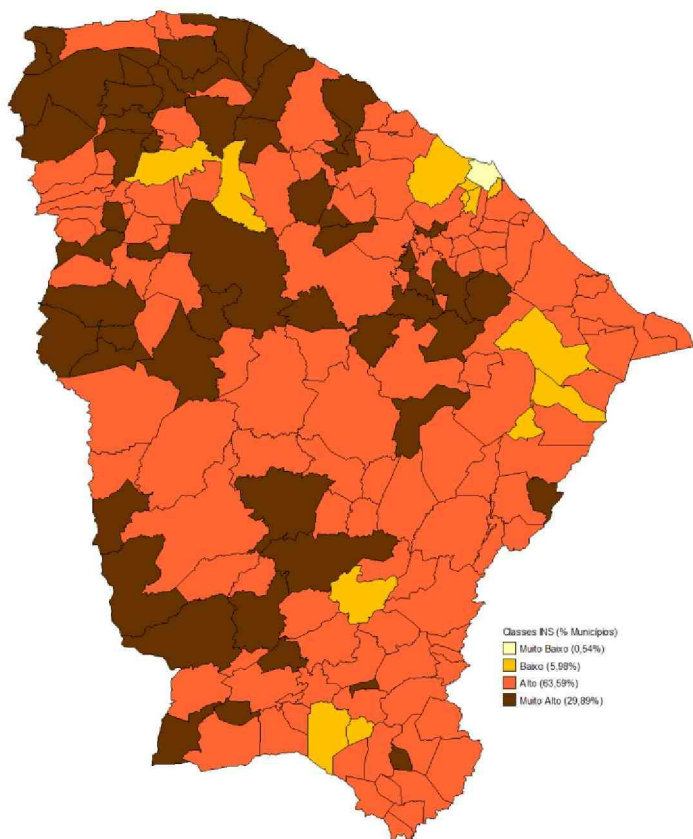 Classes INS (% Municípios)
Muito Baixo (0,54%)
Baixo (5,98%)
Alto (63,59%)
Muito Alto (29,89%)